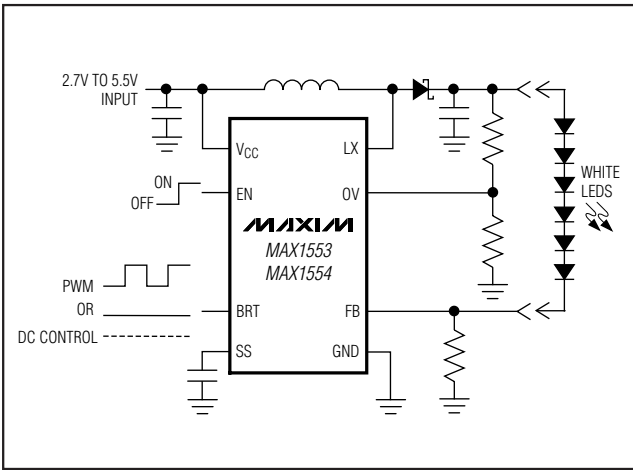 2.7V TO 5.5V
INPUT
VCC
LX
ON
OFF
EN
OV
WHITE
LEDS
MAXIM
MAX1553
MAX1554
PWM
OR
DC CONTROL
BRT
FB
SS
GND